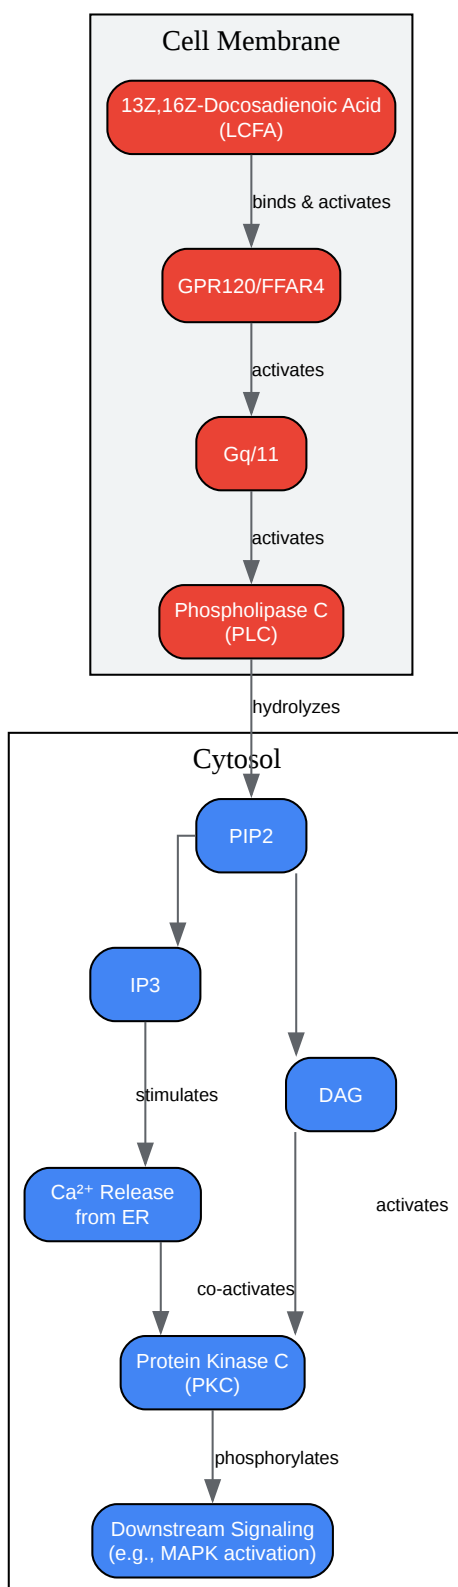 Cell Membrane
13Z,16Z-Docosadienoic Acid
(LCFA)
binds & activates
GPR120/FFAR4
activates
Gq/11
activates
Phospholipase C
(PLC)
hydrolyzes
Cytosol
PIP2
IP3
DAG
stimulates
Ca²⁺ Release
from ER
activates
co-activates
Protein Kinase C
(PKC)
phosphorylates
Downstream Signaling
(e.g., MAPK activation)